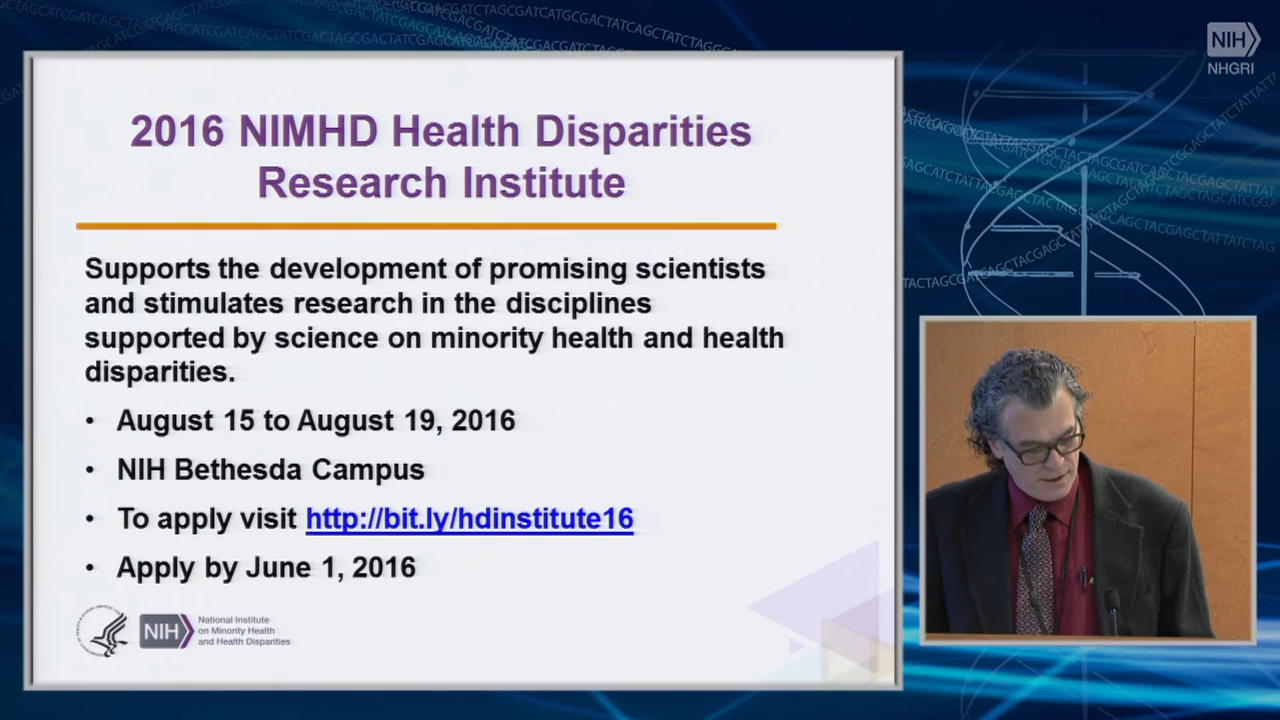 NIH
NHGRI
2016 NIMHD Health Disparities
Research Institute
Supports the development of promising scientists
and stimulates research in the disciplines
supported by science on minority health and health
disparities.
• August 15 to August 19, 2016
• NIH Bethesda Campus
• To apply visit http://bit.ly/hdinstitute16
• Apply by June 1, 2016
NIH
National Institute
on Minority Health
and Health Disparities